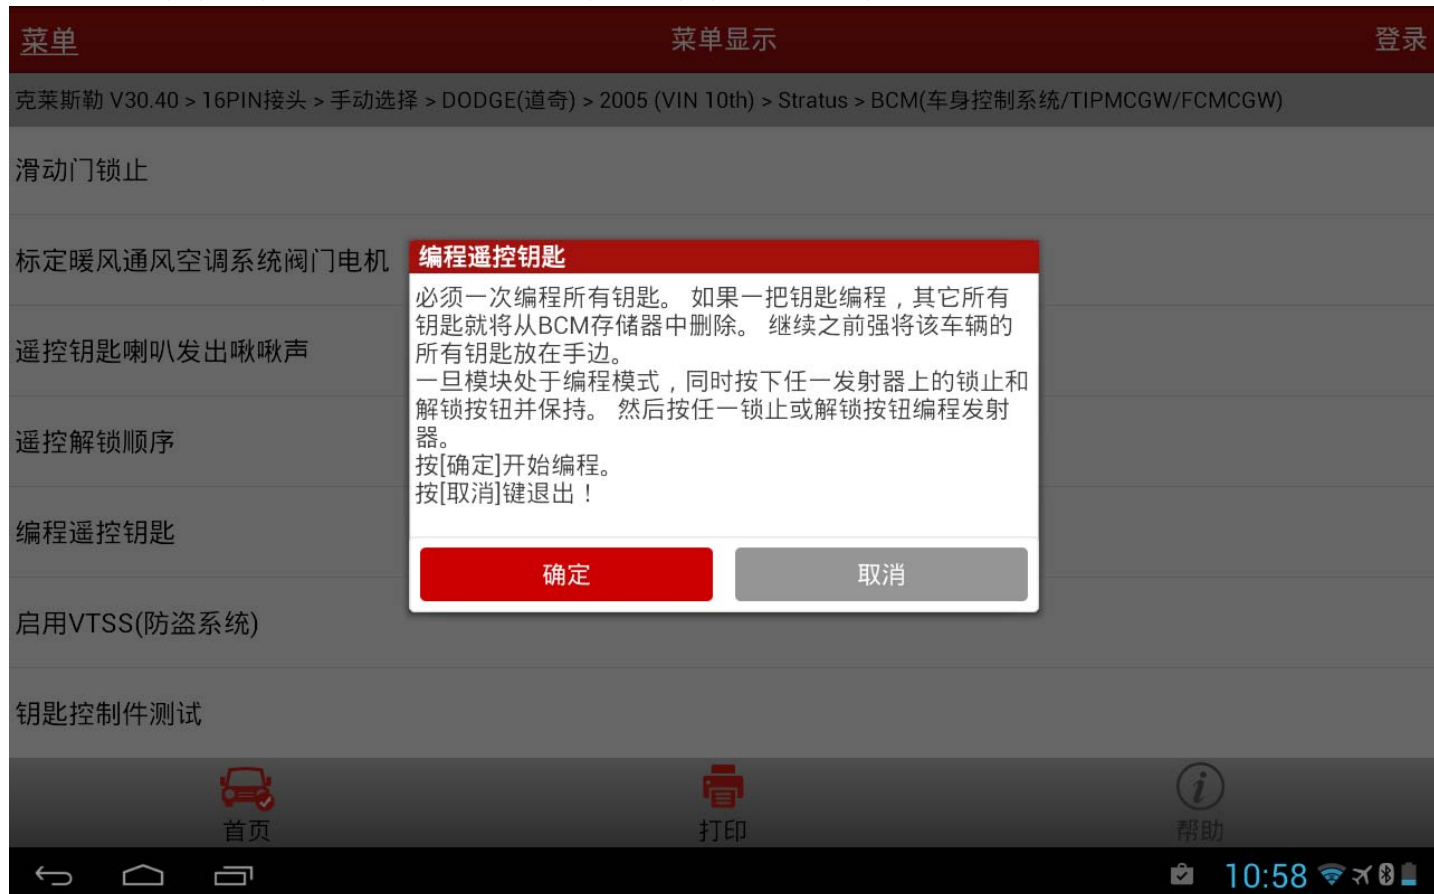 菜单
菜单显示
登录
克莱斯勒 V30.40 > 16PIN接头 > 手动选择 > DODGE(道奇) > 2005 (VIN 10th) > Stratus > BCM(车身控制系统/TIPMCGW/FCMCGW)
滑动门锁止
标定暖风通风空调系统阀门电机
遥控钥匙喇叭发出啾啾声
遥控解锁顺序
编程遥控钥匙
启用VTSS(防盗系统)
钥匙控制件测试
编程遥控钥匙
必须一次编程所有钥匙。 如果一把钥匙编程，其它所有
钥匙就将从BCM存储器中删除。 继续之前强将该车辆的
所有钥匙放在手边。
一旦模块处于编程模式，同时按下任一发射器上的锁止和
解锁按钮并保持。 然后按任一锁止或解锁按钮编程发射
器。
按[确定]开始编程。
按[取消]键退出！
确定
取消
首页
打印
帮助
10:58